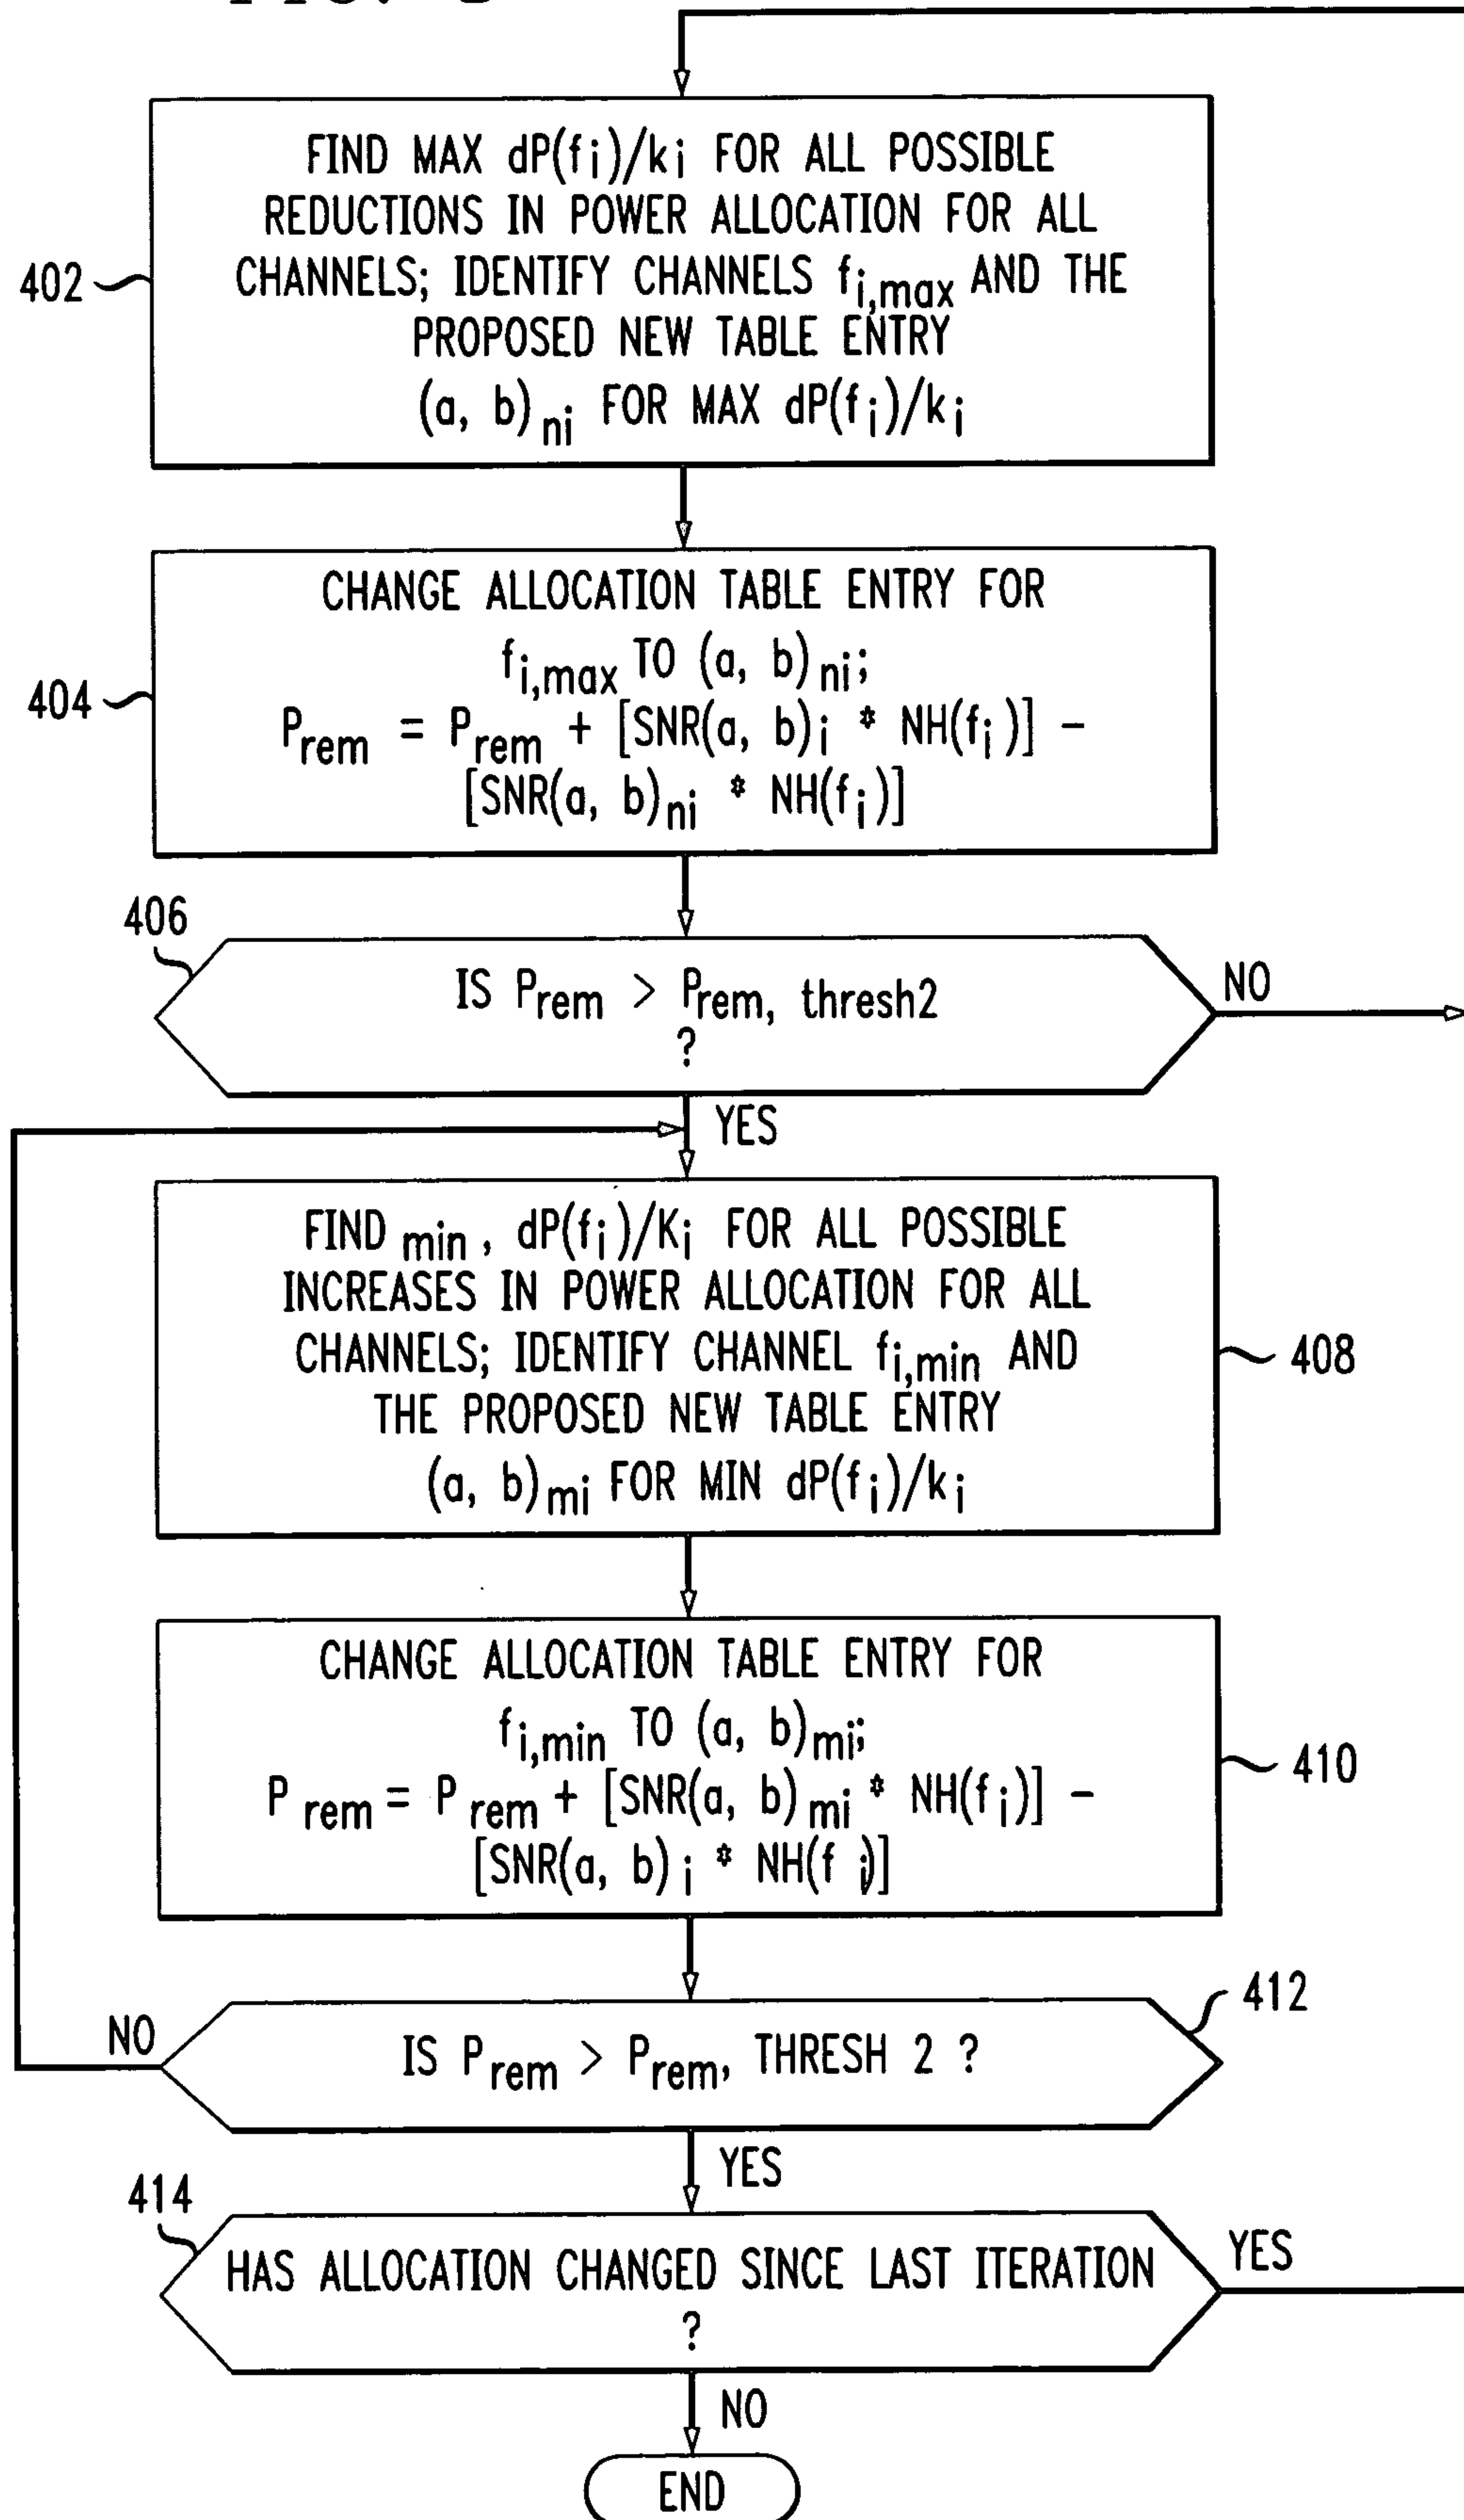 402
FIND MAX dP(fi)/ki FOR ALL POSSIBLE
REDUCTIONS IN POWER ALLOCATION FOR ALL
CHANNELS; IDENTIFY CHANNELS fi,max AND THE
PROPOSED NEW TABLE ENTRY
(a, b)ni FOR MAX dP(fi)/ki
404
CHANGE ALLOCATION TABLE ENTRY FOR
fi,max TO (a, b)ni;
Prem = Prem + [SNR(a, b)i * NH(fi)] −
[SNR(a, b)ni * NH(fi)]
406
IS Prem > Prem, thresh2
?
NO
YES
FIND min, dP(fi)/Ki FOR ALL POSSIBLE
INCREASES IN POWER ALLOCATION FOR ALL
CHANNELS; IDENTIFY CHANNEL fi,min AND
THE PROPOSED NEW TABLE ENTRY
(a, b)mi FOR MIN dP(fi)/ki
408
CHANGE ALLOCATION TABLE ENTRY FOR
fi,min TO (a, b)mi;
Prem = Prem + [SNR(a, b)mi * NH(fi)] −
[SNR(a, b)i * NH(fi)]
410
412
NO
IS Prem > Prem, THRESH 2 ?
YES
414
HAS ALLOCATION CHANGED SINCE LAST ITERATION
?
YES
NO
END